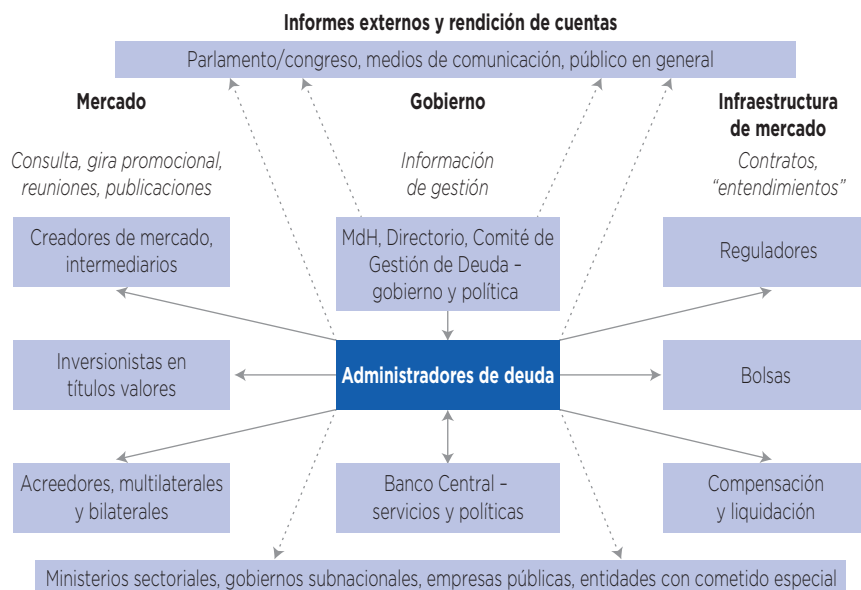 Informes externos y rendición de cuentas
Parlamento/congreso, medios de comunicación, público en general
Mercado
Gobierno
Infraestructura
de mercado
Consulta, gira promocional,
reuniones, publicaciones
Información
de gestión
Contratos,
“entendimientos”
Creadores de mercado,
intermediarios
MdH, Directorio, Comité de
Gestión de Deuda –
gobierno y política
Reguladores
Inversionistas en
títulos valores
Administradores de deuda
Bolsas
Acreedores, multilaterales
y bilaterales
Banco Central –
servicios y políticas
Compensación
y liquidación
Ministerios sectoriales, gobiernos subnacionales, empresas públicas, entidades con cometido especial